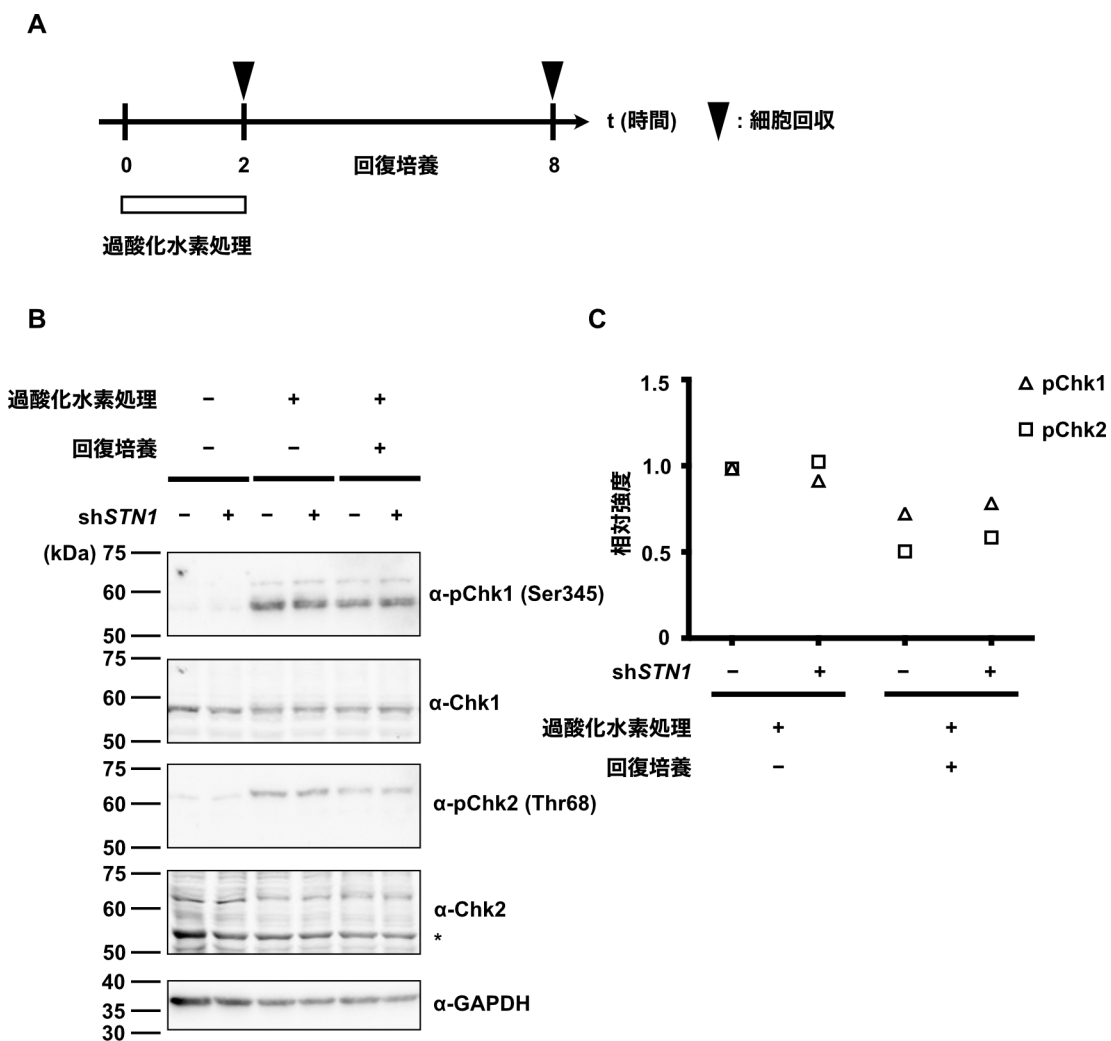 A
t (時間)
: 細胞回収
0
2
回復培養
8
過酸化水素処理
B
過酸化水素処理 – + +
回復培養 – – +
shSTN1 – + – + – +
(kDa) 75
60
50
α-pChk1 (Ser345)
75
60
50
α-Chk1
75
60
50
α-pChk2 (Thr68)
75
60
50
α-Chk2
*
40
35
30
α-GAPDH
C
1.5
1.0
0.5
0
相対強度
pChk1
pChk2
shSTN1 – + – +
過酸化水素処理 + +
回復培養 – +